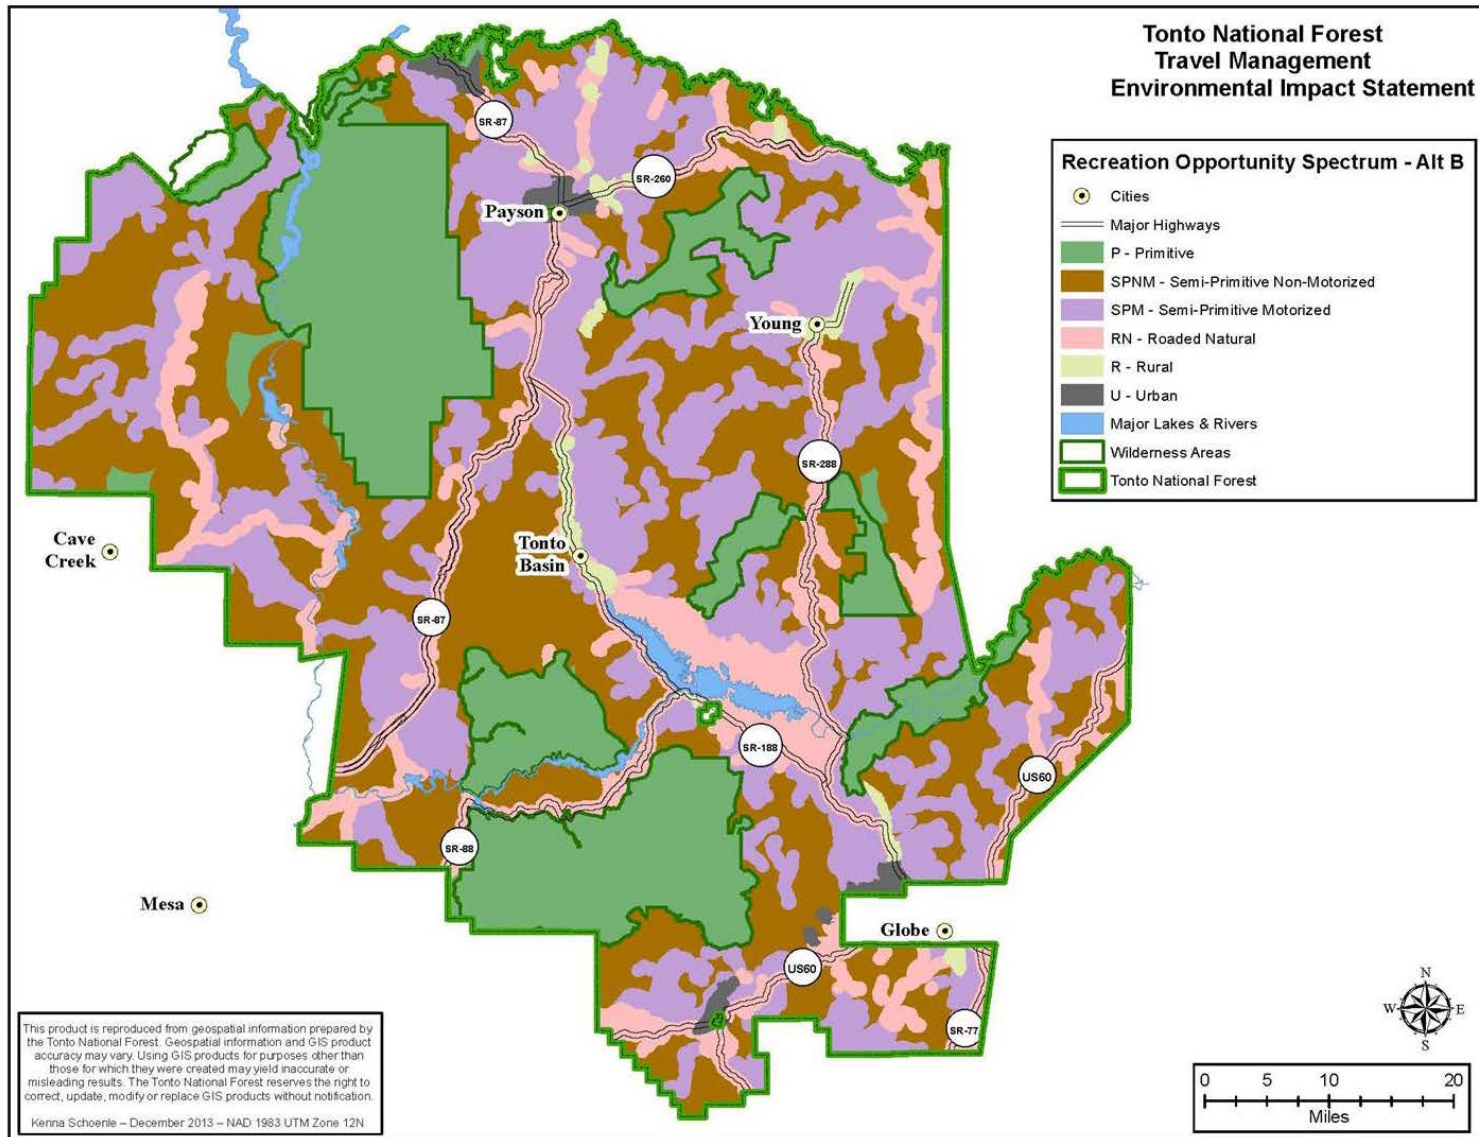 Tonto National Forest
Travel Management
Environmental Impact Statement
Recreation Opportunity Spectrum - Alt B
Cities
Major Highways
P - Primitive
SPNM - Semi-Primitive Non-Motorized
SPM - Semi-Primitive Motorized
RN - Roaded Natural
R - Rural
U - Urban
Major Lakes & Rivers
Wilderness Areas
Tonto National Forest
SR-87
SR-260
Payson
Young
SR-288
Cave
Creek
Tonto
Basin
SR-87
SR-188
US60
SR-88
Mesa
Globe
US60
SR-77
N
W
E
S
This product is reproduced from geospatial information prepared by
the Tonto National Forest. Geospatial information and GIS product
accuracy may vary. Using GIS products for purposes other than
those for which they were created may yield inaccurate or
misleading results. The Tonto National Forest reserves the right to
correct, update, modify or replace GIS products without notification.
Kenna Schoenle – December 2013 – NAD 1983 UTM Zone 12N
0 5 10 20
Miles